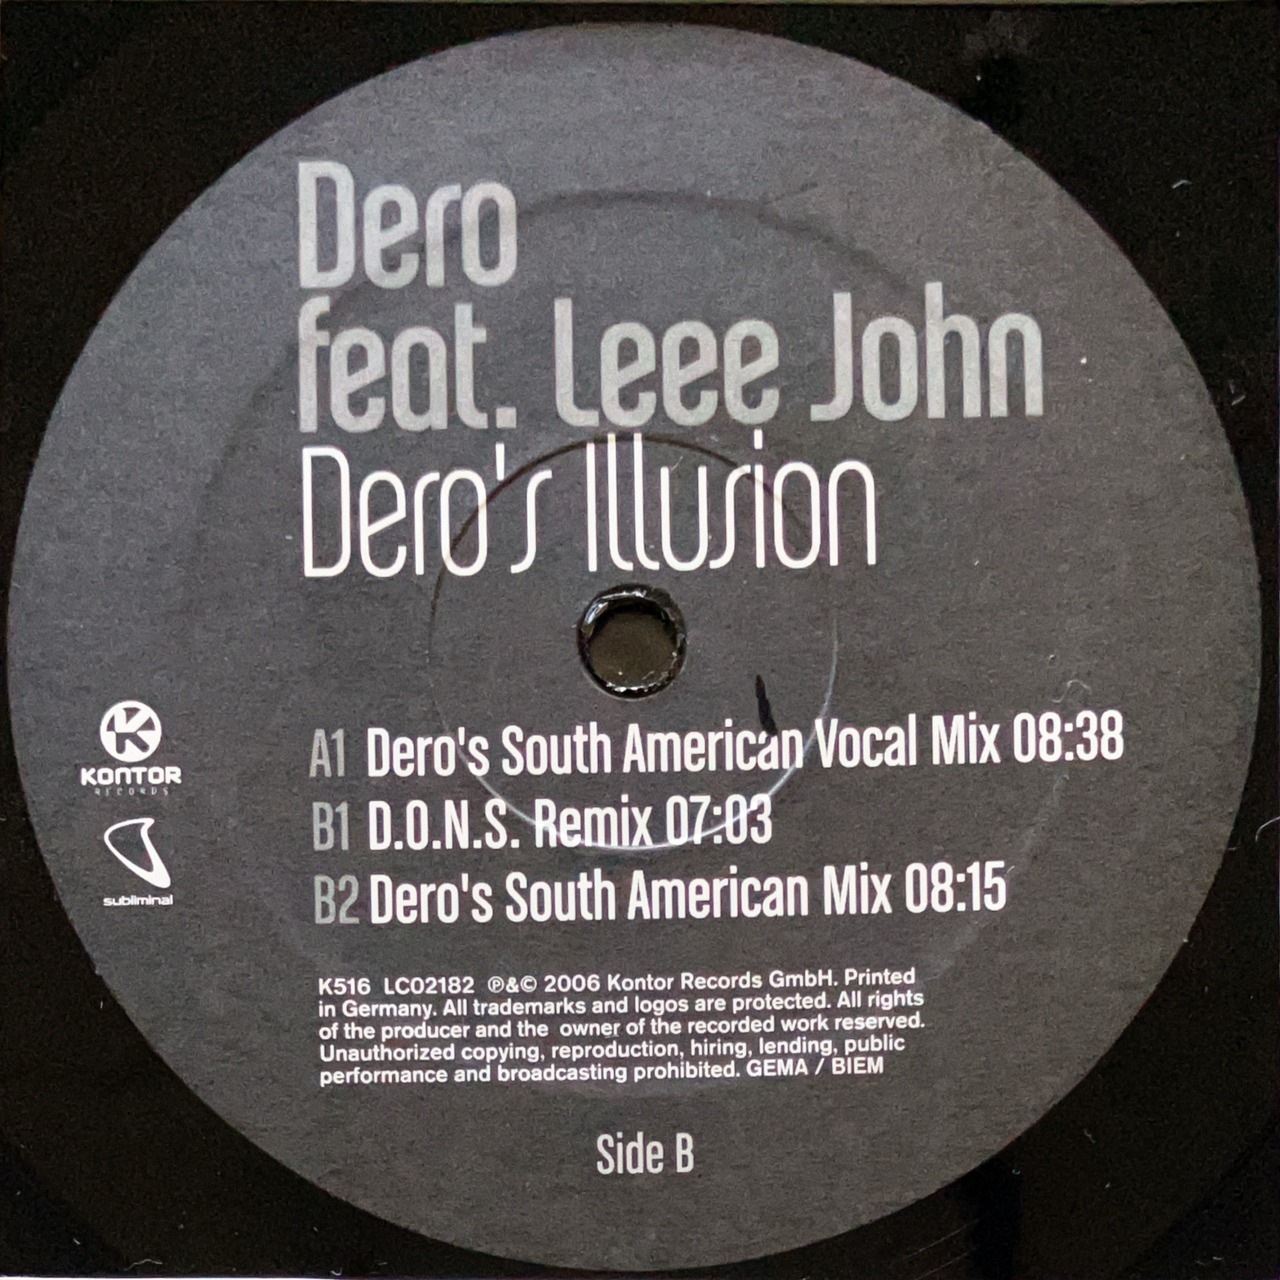 Dero
feat. Leee John
Dero's Illusion
A1 Dero's South American Vocal Mix 08:38
B1 D.O.N.S. Remix 07:03
B2 Dero's South American Mix 08:15
KONTOR
RECORDS
subliminal
K516 LC02182 ℗&© 2006 Kontor Records GmbH. Printed
in Germany. All trademarks and logos are protected. All rights
of the producer and the owner of the recorded work reserved.
Unauthorized copying, reproduction, hiring, lending, public
performance and broadcasting prohibited. GEMA / BIEM
Side B